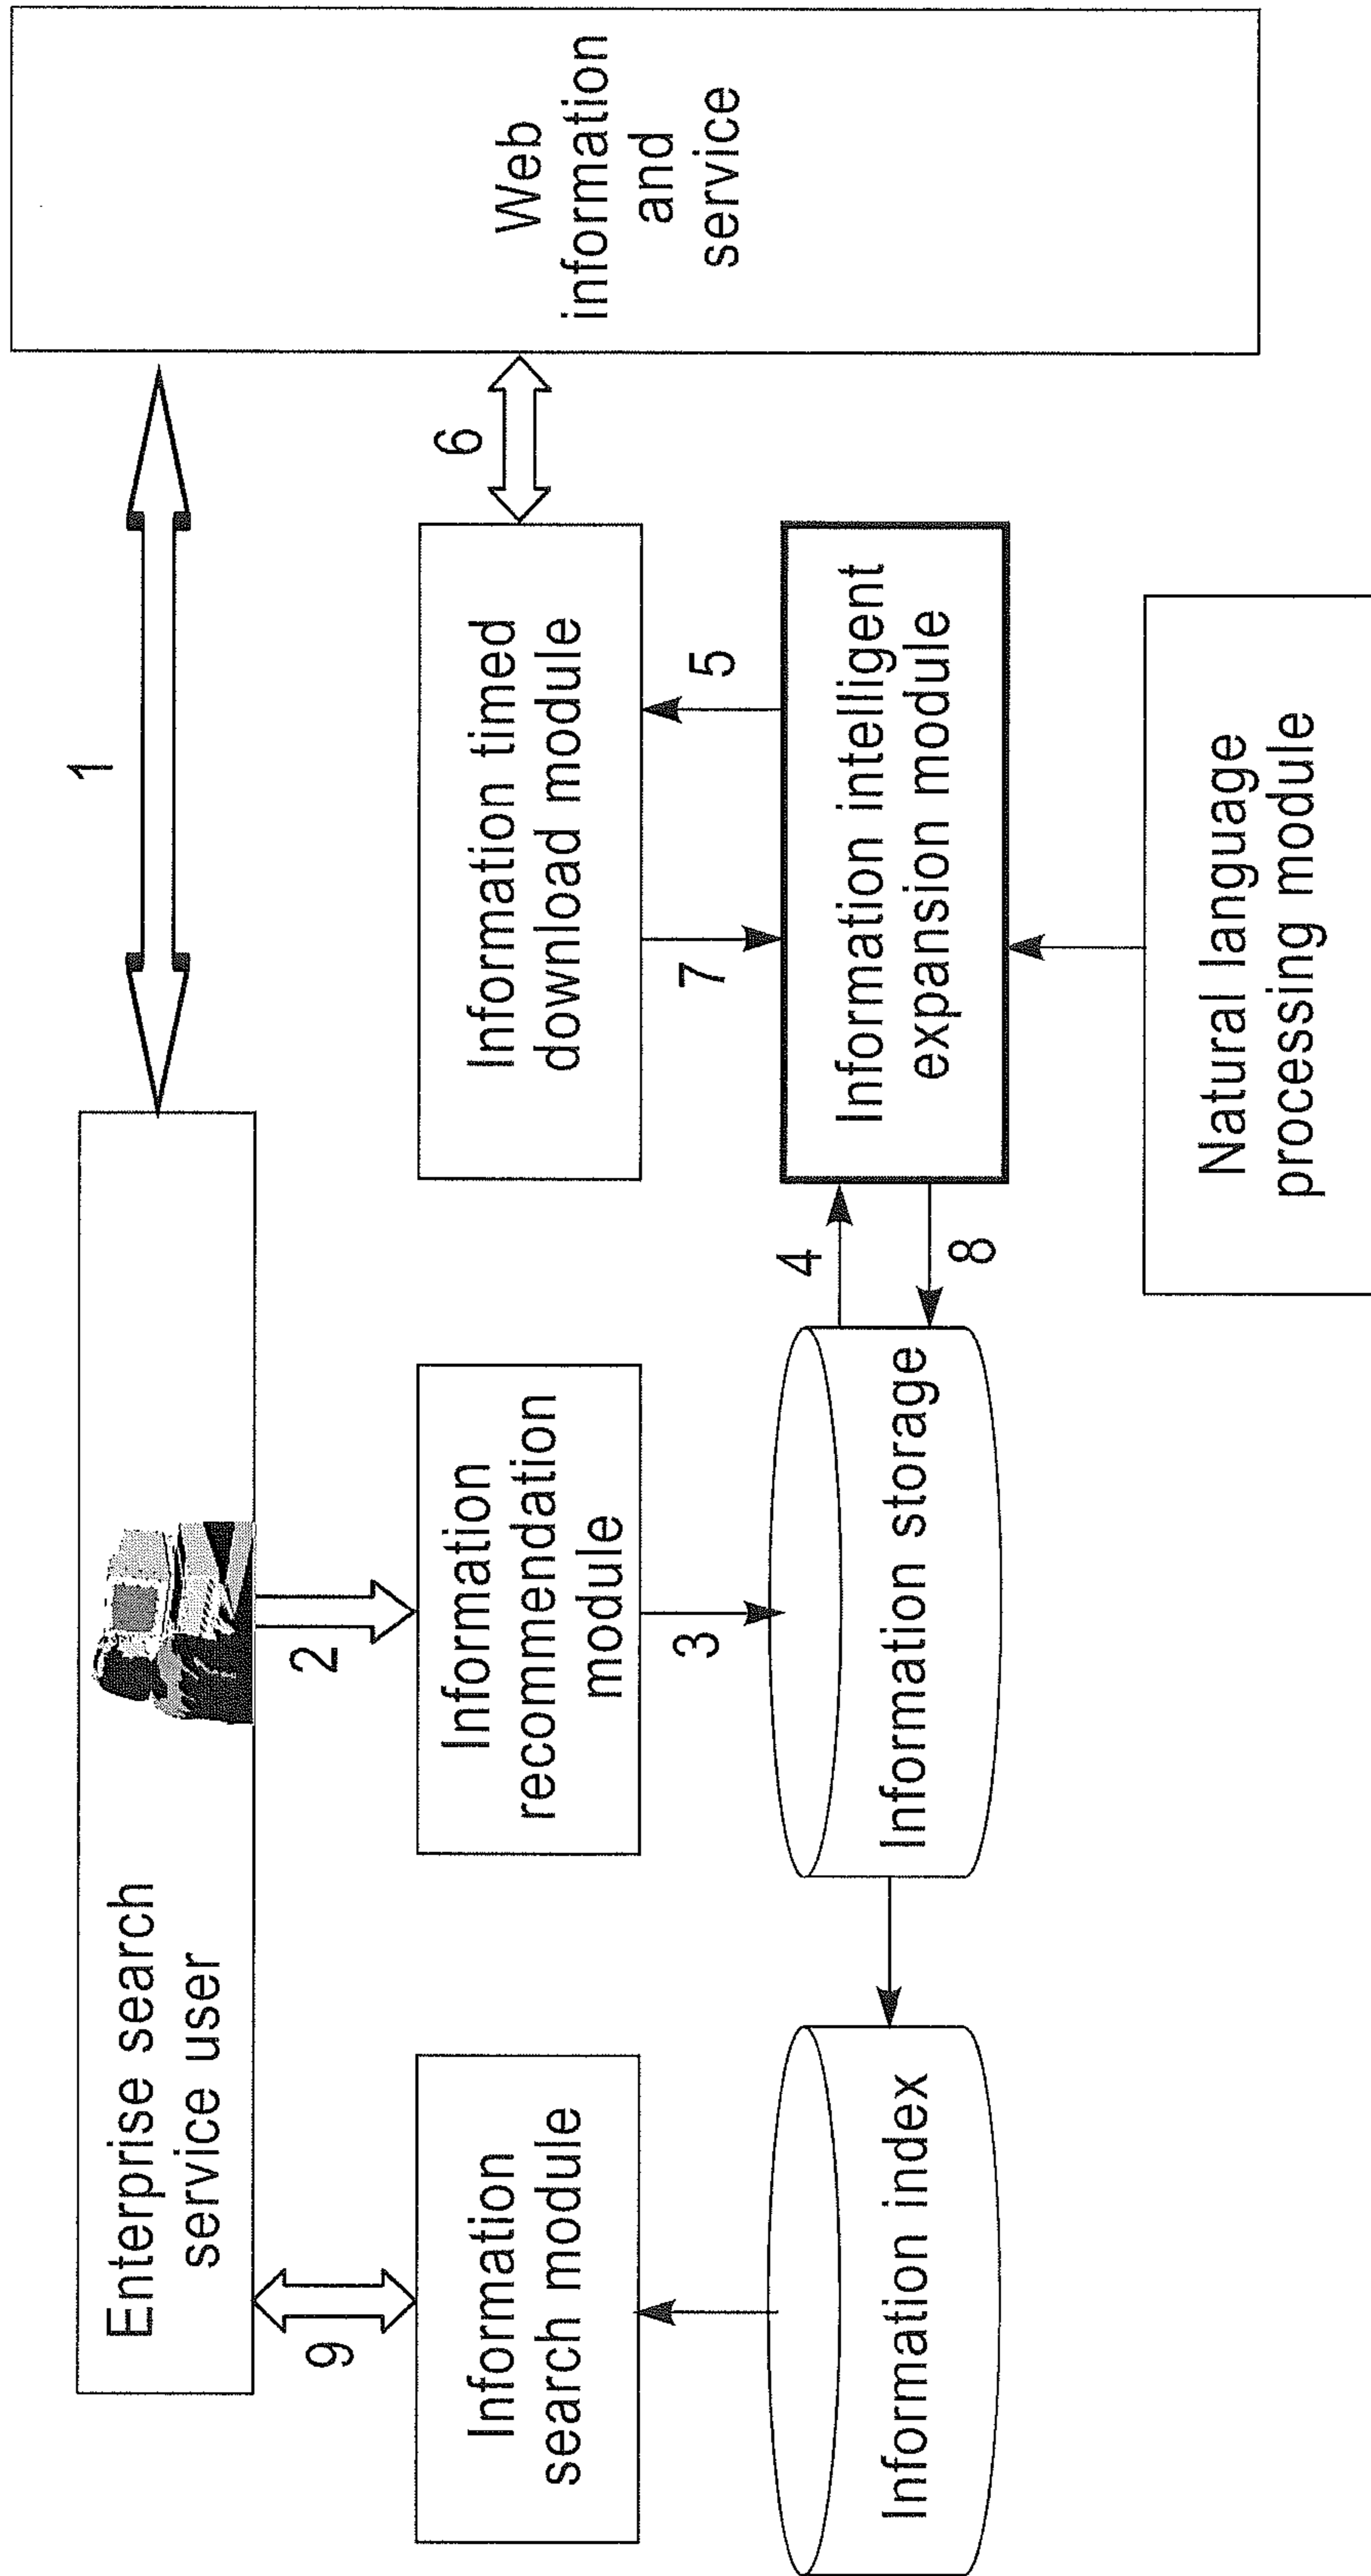 1
Enterprise search
service user
Web
information
and
service
9
2
6
Information
search module
Information
recommendation
module
Information timed
download module
3
7
5
Information index
Information storage
4
8
Information intelligent
expansion module
Natural language
processing module